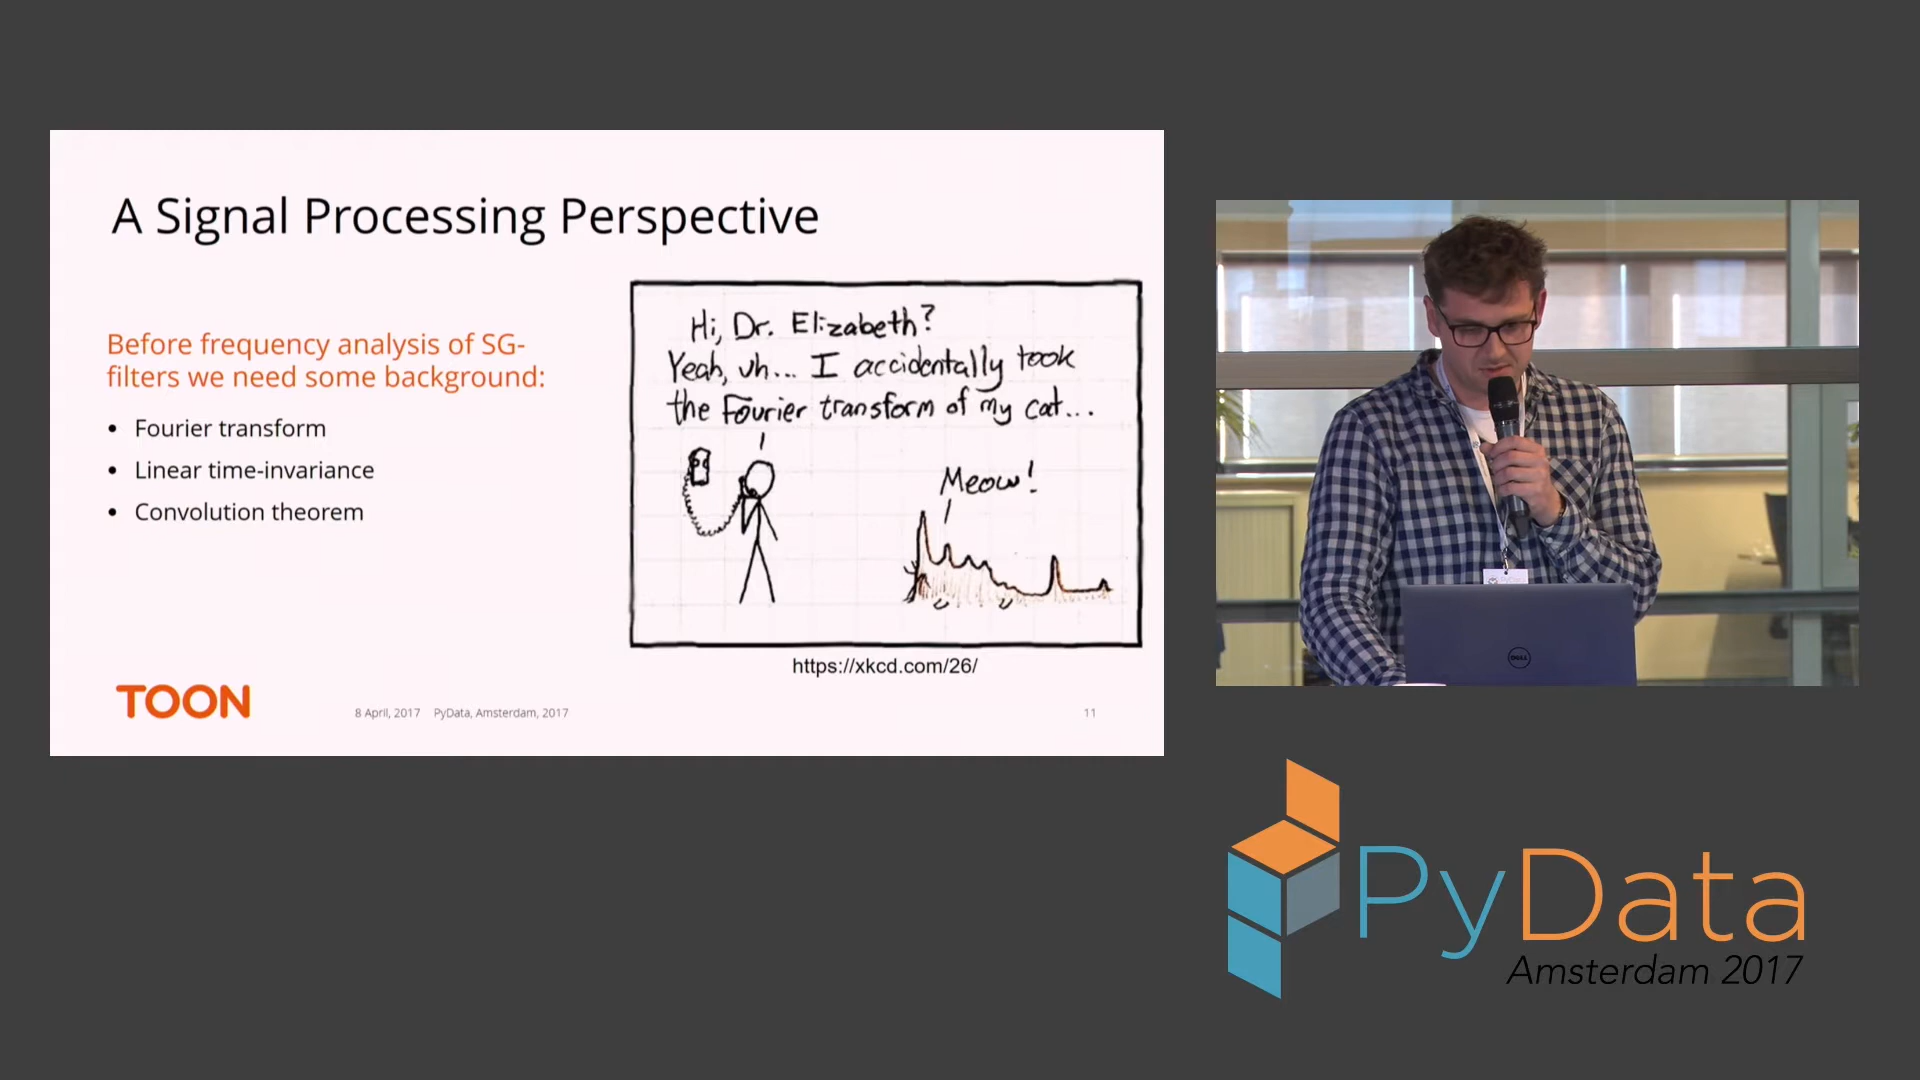 A Signal Processing Perspective
Before frequency analysis of SG-
filters we need some background:
• Fourier transform
• Linear time-invariance
• Convolution theorem
Hi, Dr. Elizabeth?
Yeah, uh... I accidentally took
the Fourier transform of my cat...
Meow!
https://xkcd.com/26/
TOON
8 April, 2017 PyData, Amsterdam, 2017
11
DELL
PyData
Amsterdam 2017